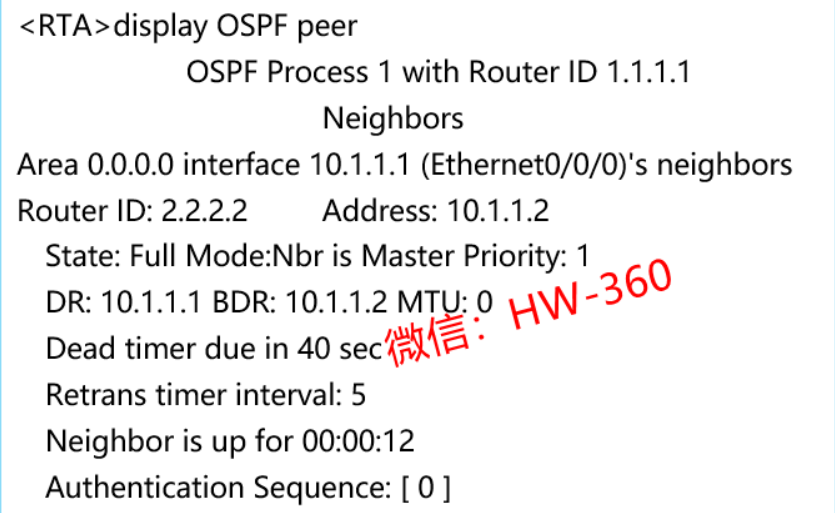 <RTA>display OSPF peer
OSPF Process 1 with Router ID 1.1.1.1
Neighbors
Area 0.0.0.0 interface 10.1.1.1 (Ethernet0/0/0)'s neighbors
Router ID: 2.2.2.2 Address: 10.1.1.2
State: Full Mode:Nbr is Master Priority: 1
DR: 10.1.1.1 BDR: 10.1.1.2 MTU: 0
Dead timer due in 40 sec
微信：HW-360
Retrans timer interval: 5
Neighbor is up for 00:00:12
Authentication Sequence: [ 0 ]